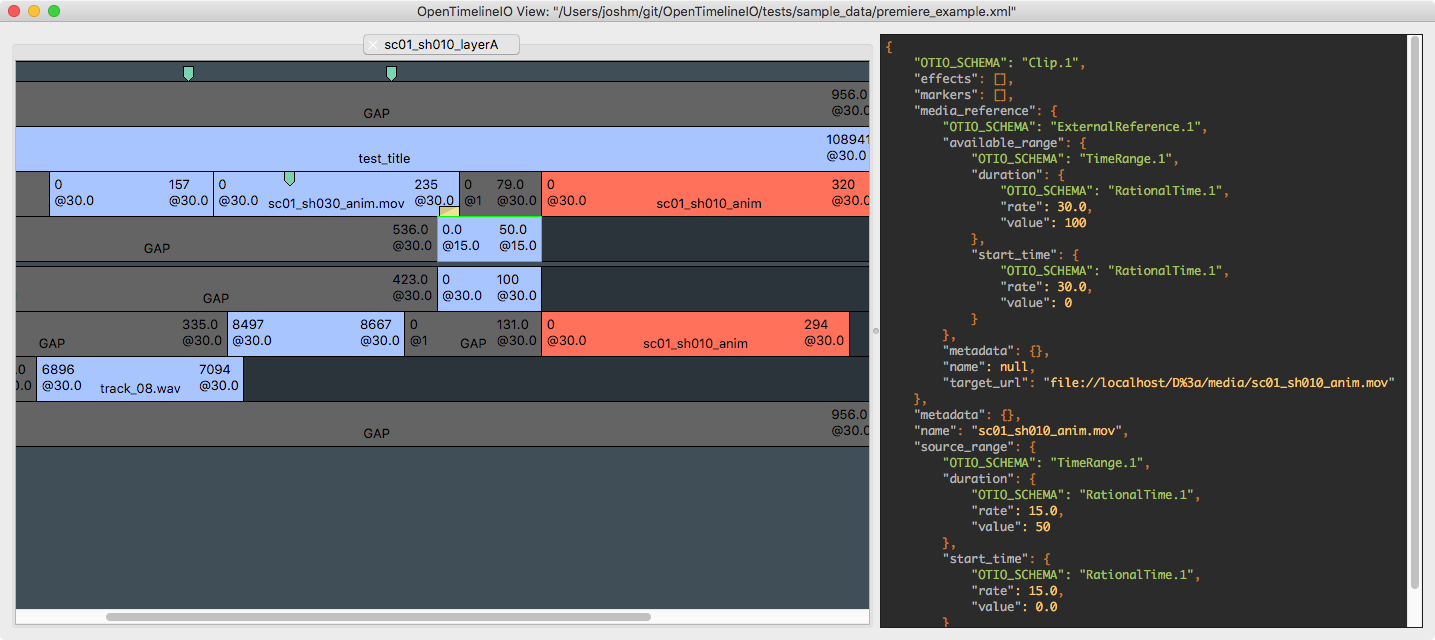 OpenTimelineIO View: "/Users/joshm/git/OpenTimelineIO/tests/sample_data/premiere_example.xml"
sc01_sh010_layerA
956.0
GAP @30.0
108941
test_title @30.0
0 157 0 235 0 79.0 0 320
@30.0 @30.0 @30.0 sc01_sh030_anim.mov @30.0 @1 @30.0 @30.0 sc01_sh010_anim @30.0
536.0 0.0 50.0
GAP @30.0 @15.0 @15.0
423.0 0 100
GAP @30.0 @30.0 @30.0
335.0 8497 8667 0 131.0 0 294
GAP @30.0 @30.0 @30.0 @1 GAP @30.0 @30.0 sc01_sh010_anim @30.0
.0 6896 7094
0.0 @30.0 track_08.wav @30.0
956.0
GAP @30.0
{
"OTIO_SCHEMA": "Clip.1",
"effects": [],
"markers": [],
"media_reference": {
"OTIO_SCHEMA": "ExternalReference.1",
"available_range": {
"OTIO_SCHEMA": "TimeRange.1",
"duration": {
"OTIO_SCHEMA": "RationalTime.1",
"rate": 30.0,
"value": 100
},
"start_time": {
"OTIO_SCHEMA": "RationalTime.1",
"rate": 30.0,
"value": 0
}
},
"metadata": {},
"name": null,
"target_url": "file://localhost/D%3a/media/sc01_sh010_anim.mov"
},
"metadata": {},
"name": "sc01_sh010_anim.mov",
"source_range": {
"OTIO_SCHEMA": "TimeRange.1",
"duration": {
"OTIO_SCHEMA": "RationalTime.1",
"rate": 15.0,
"value": 50
},
"start_time": {
"OTIO_SCHEMA": "RationalTime.1",
"rate": 15.0,
"value": 0.0
}